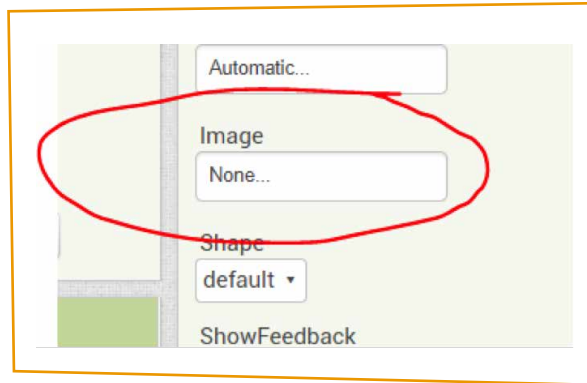 Automatic...
Image
None...
Shape
default
ShowFeedback